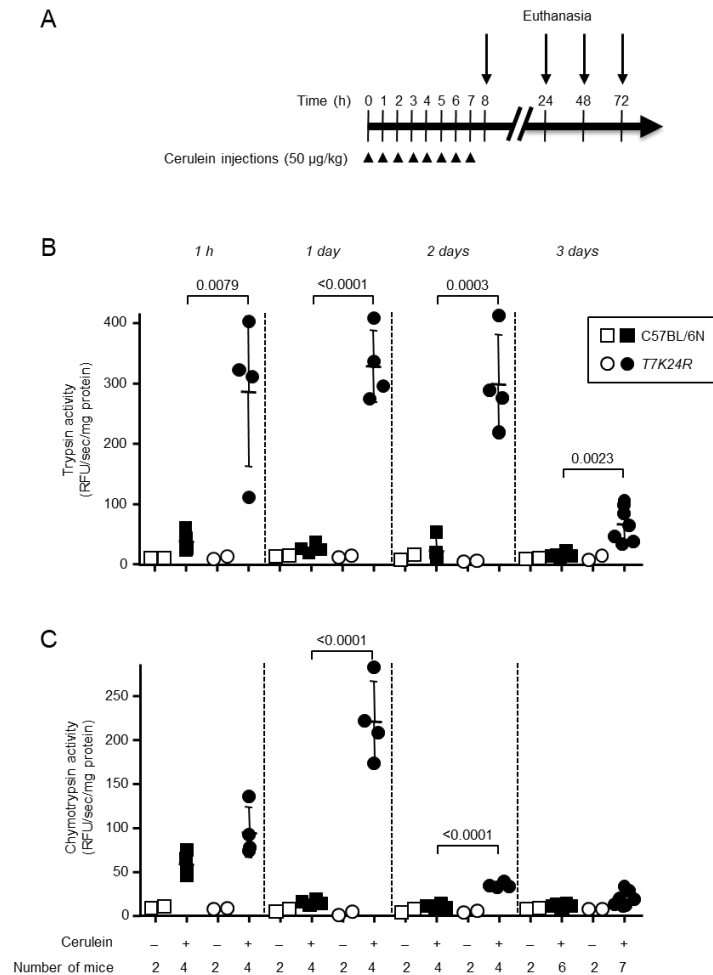 A
Euthanasia
Time (h) 0 1 2 3 4 5 6 7 8 24 48 72
Cerulein injections (50 µg/kg)
B
1 h 1 day 2 days 3 days
0.0079 <0.0001 0.0003
0.0023
C57BL/6N
T7K24R
Trypsin activity
(RFU/sec/mg protein)
400
300
200
100
0
C
<0.0001
<0.0001
Chymotrypsin activity
(RFU/sec/mg protein)
250
200
150
100
50
0
Cerulein – + – + – + – + – + – + – + – +
Number of mice 2 4 2 4 2 4 2 4 2 4 2 4 2 6 2 7